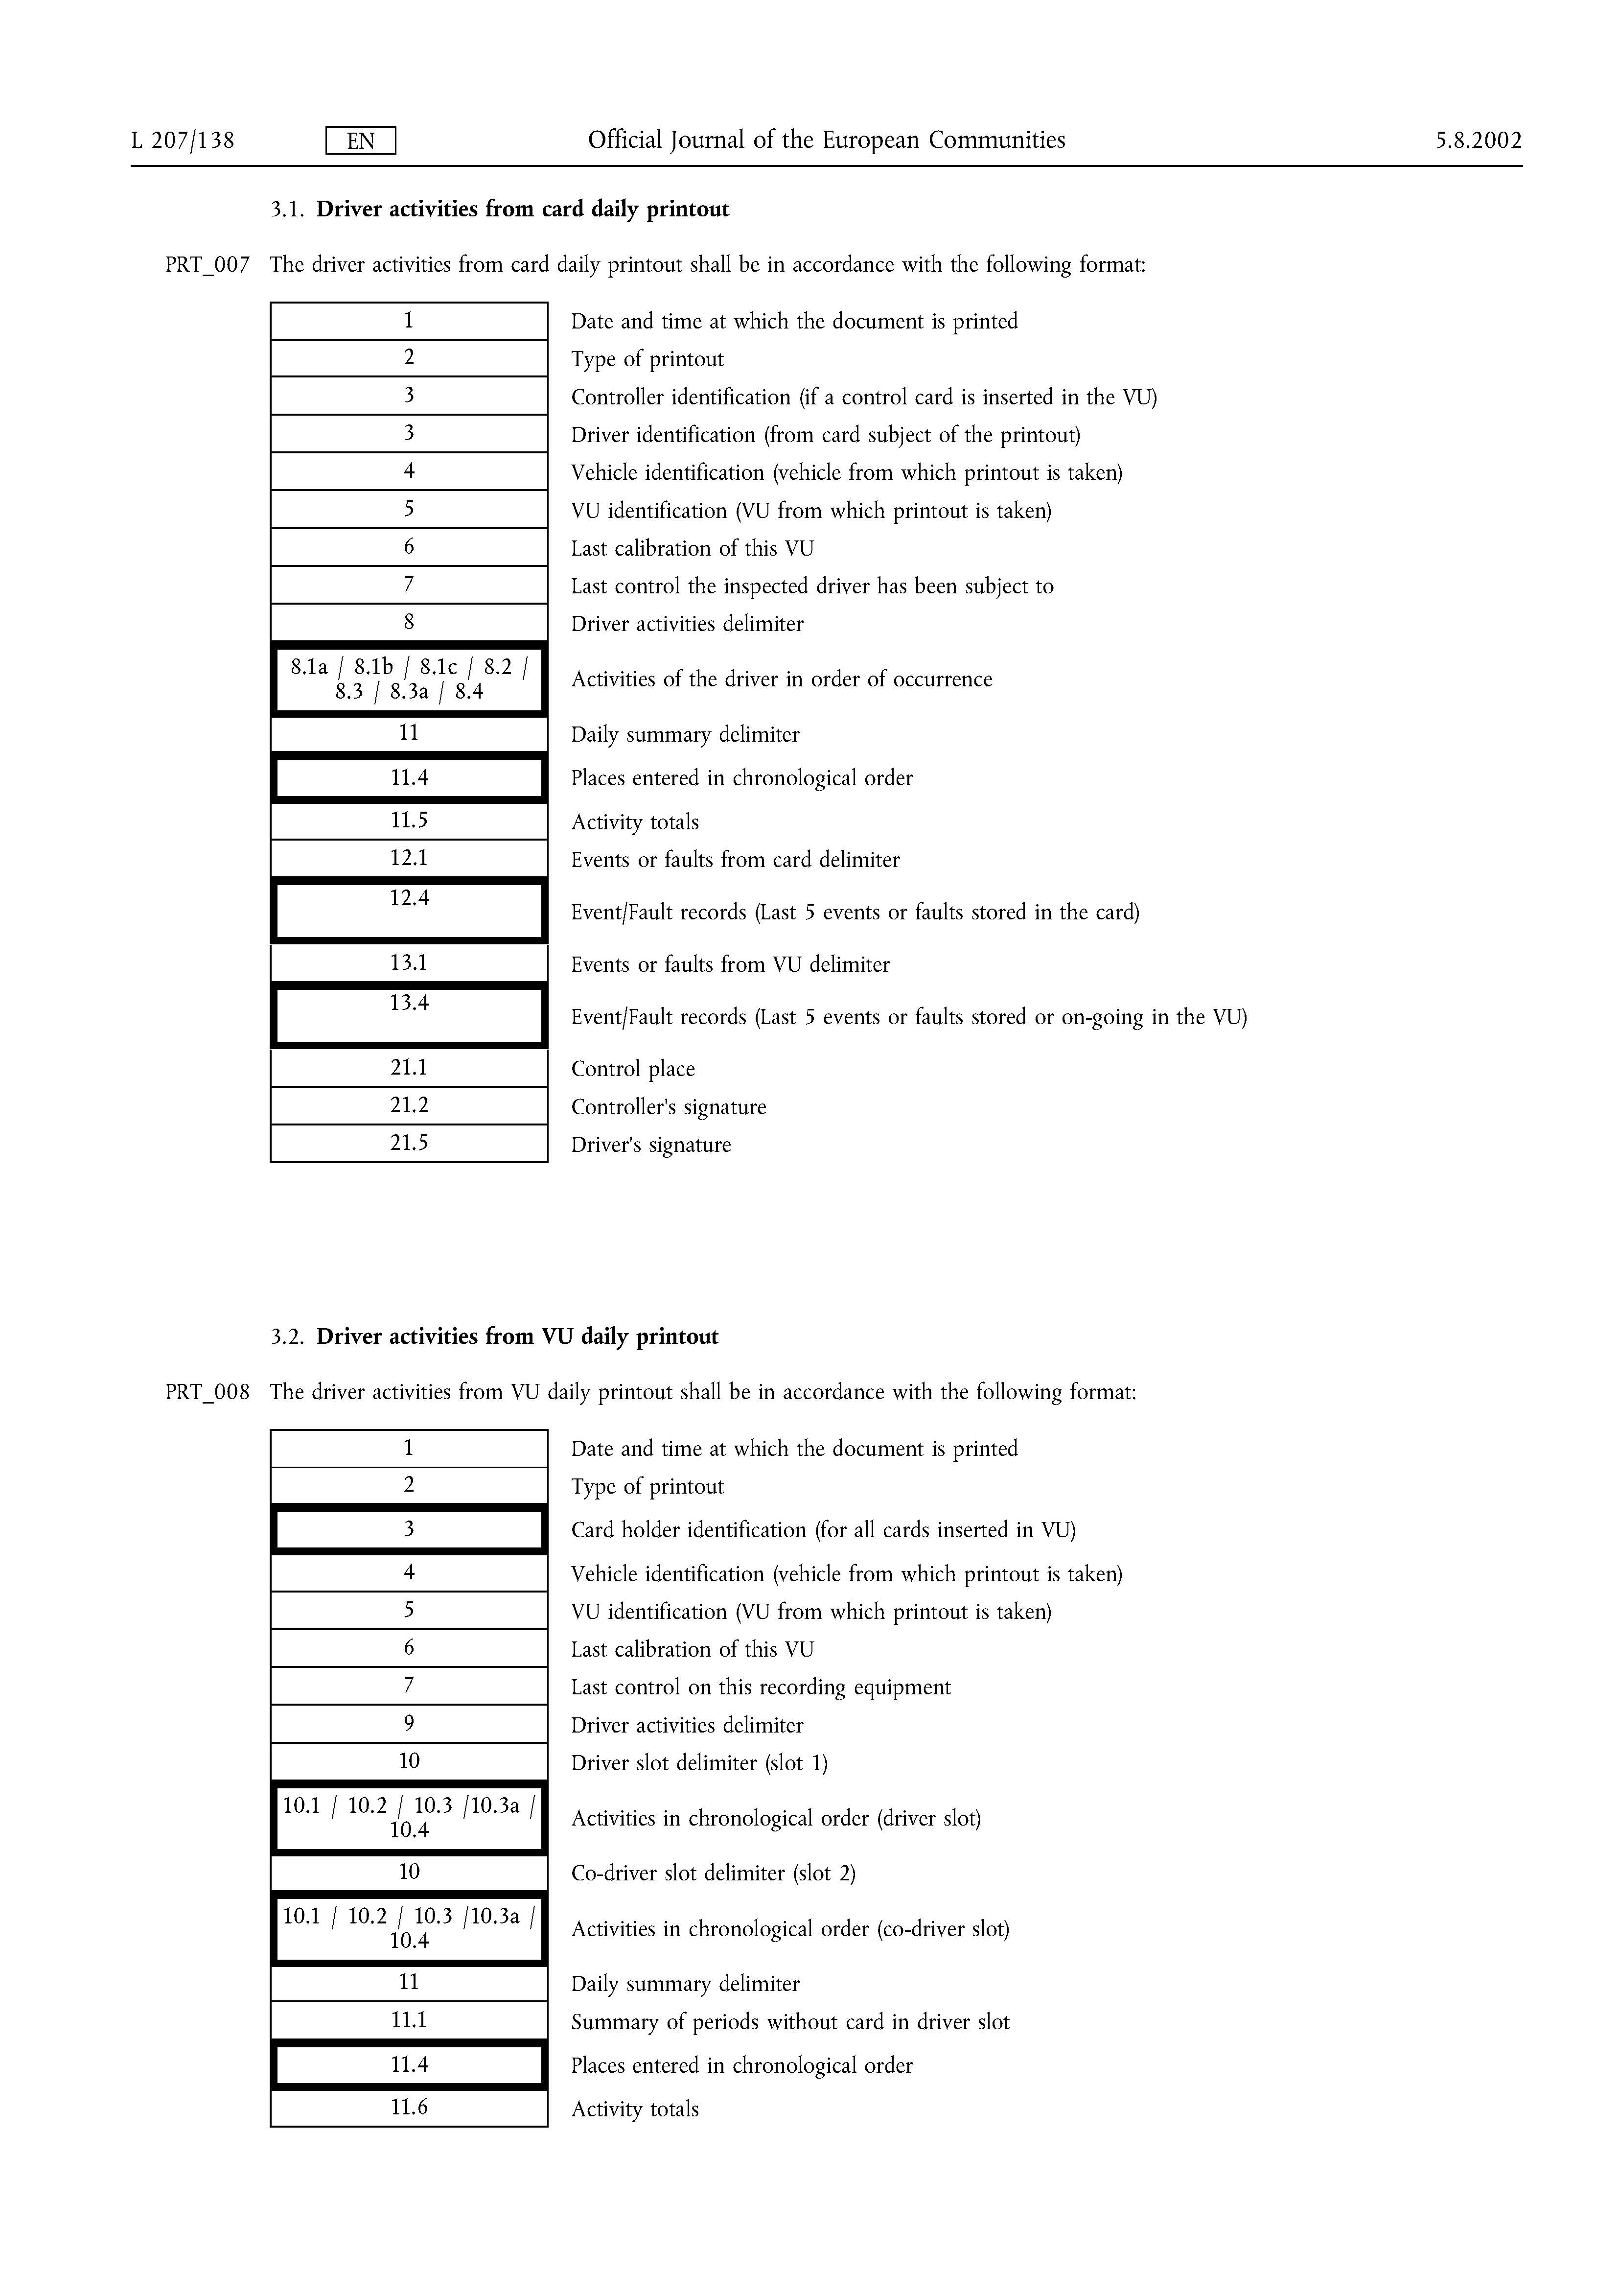 L 207/138 EN Official Journal of the European Communities 5.8.2002
3.1. Driver activities from card daily printout
PRT_007 The driver activities from card daily printout shall be in accordance with the following format:
1 Date and time at which the document is printed
2 Type of printout
3 Controller identification (if a control card is inserted in the VU)
3 Driver identification (from card subject of the printout)
4 Vehicle identification (vehicle from which printout is taken)
5 VU identification (VU from which printout is taken)
6 Last calibration of this VU
7 Last control the inspected driver has been subject to
8 Driver activities delimiter
8.1a / 8.1b / 8.1c / 8.2 /
8.3 / 8.3a / 8.4
Activities of the driver in order of occurrence
11 Daily summary delimiter
11.4 Places entered in chronological order
11.5 Activity totals
12.1 Events or faults from card delimiter
12.4 Event/Fault records (Last 5 events or faults stored in the card)
13.1 Events or faults from VU delimiter
13.4 Event/Fault records (Last 5 events or faults stored or on-going in the VU)
21.1 Control place
21.2 Controller's signature
21.5 Driver's signature
3.2. Driver activities from VU daily printout
PRT_008 The driver activities from VU daily printout shall be in accordance with the following format:
1 Date and time at which the document is printed
2 Type of printout
3 Card holder identification (for all cards inserted in VU)
4 Vehicle identification (vehicle from which printout is taken)
5 VU identification (VU from which printout is taken)
6 Last calibration of this VU
7 Last control on this recording equipment
9 Driver activities delimiter
10 Driver slot delimiter (slot 1)
10.1 / 10.2 / 10.3 /10.3a /
10.4
Activities in chronological order (driver slot)
10 Co-driver slot delimiter (slot 2)
10.1 / 10.2 / 10.3 /10.3a /
10.4
Activities in chronological order (co-driver slot)
11 Daily summary delimiter
11.1 Summary of periods without card in driver slot
11.4 Places entered in chronological order
11.6 Activity totals